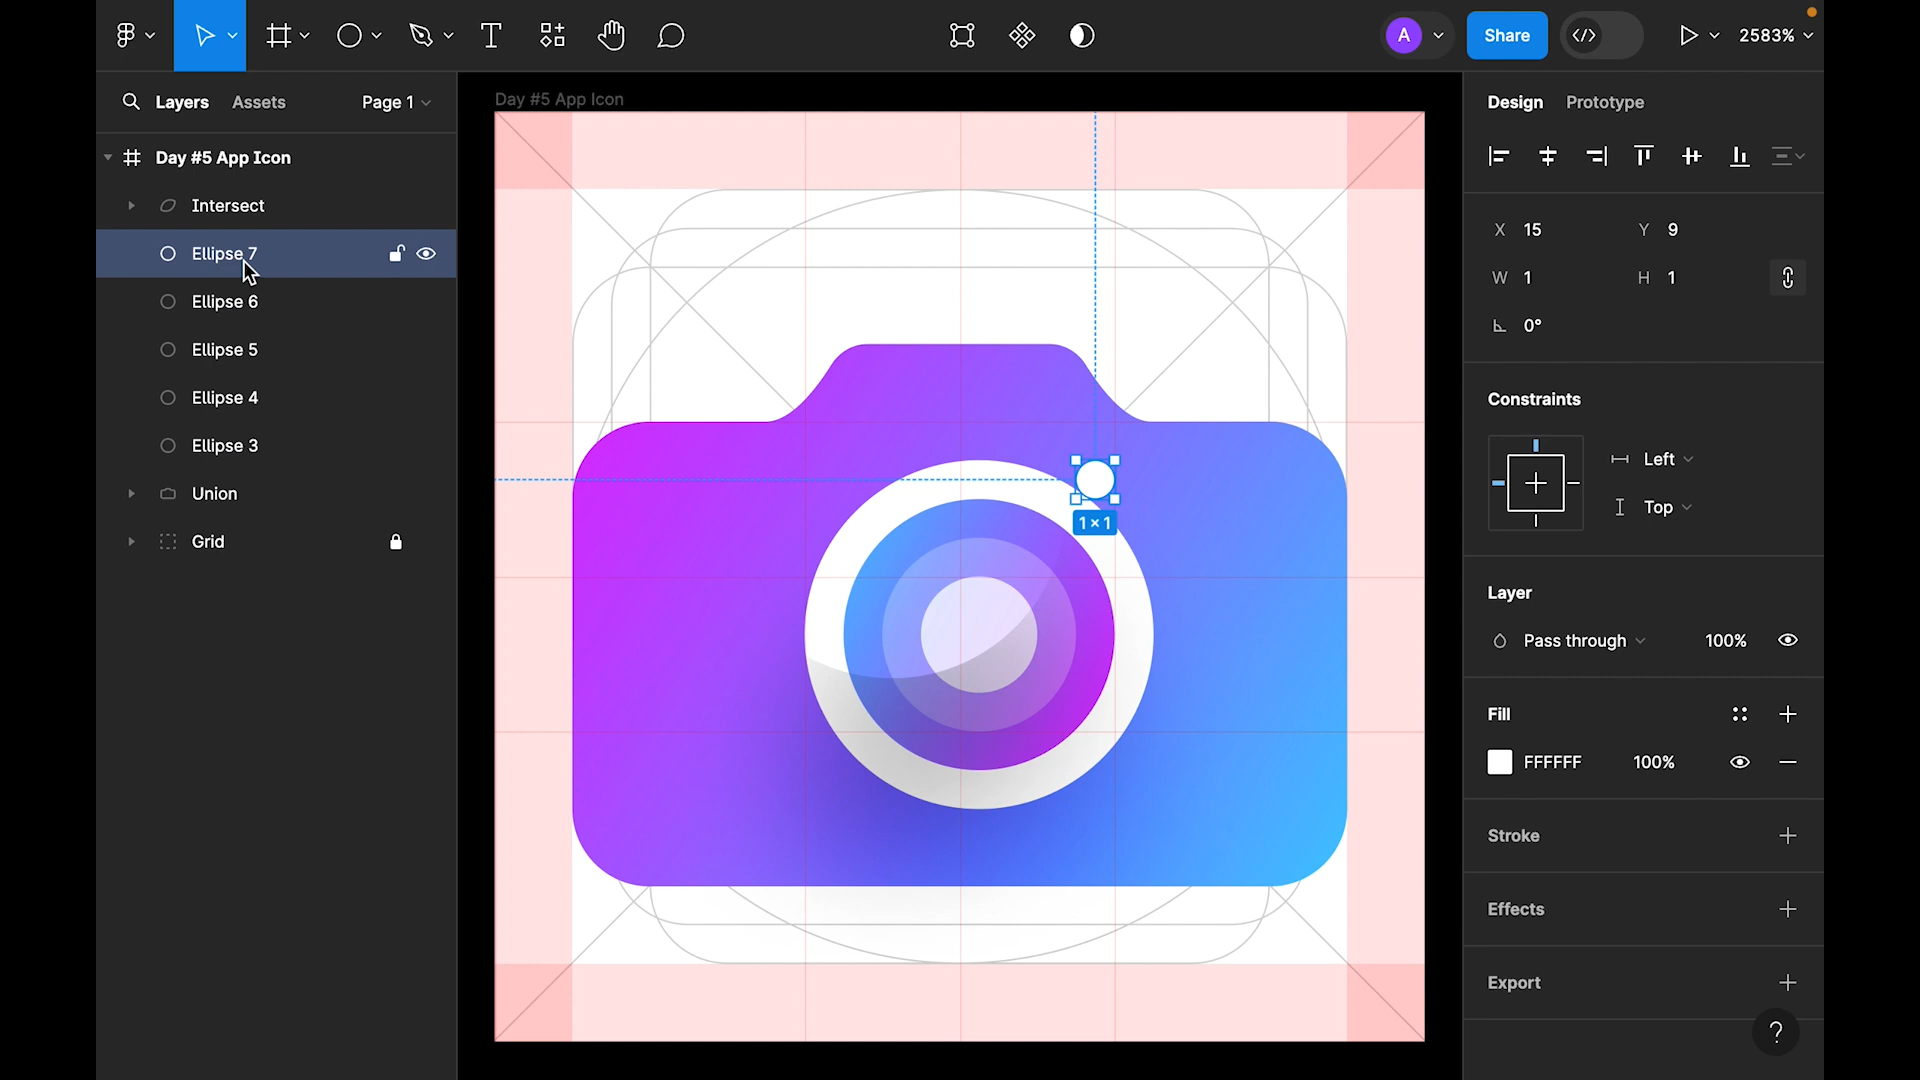 A
Share
2583%
Layers
Assets
Page 1
Day #5 App Icon
Intersect
Ellipse 7
Ellipse 6
Ellipse 5
Ellipse 4
Ellipse 3
Union
Grid
Day #5 App Icon
1 × 1
Design
Prototype
X 15
Y 9
W 1
H 1
0°
Constraints
Left
Top
Layer
Pass through
100%
Fill
FFFFFF
100%
Stroke
Effects
Export
?